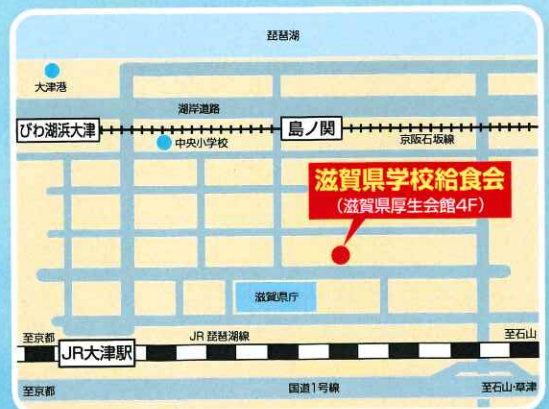 琵琶湖
大津港
湖岸道路
びわ湖浜大津
島ノ関
中央小学校
京阪石坂線
滋賀県学校給食会
(滋賀県厚生会館4F)
滋賀県庁
至京都
JR 琵琶湖線
至石山
JR大津駅
至京都
国道1号線
至石山・草津